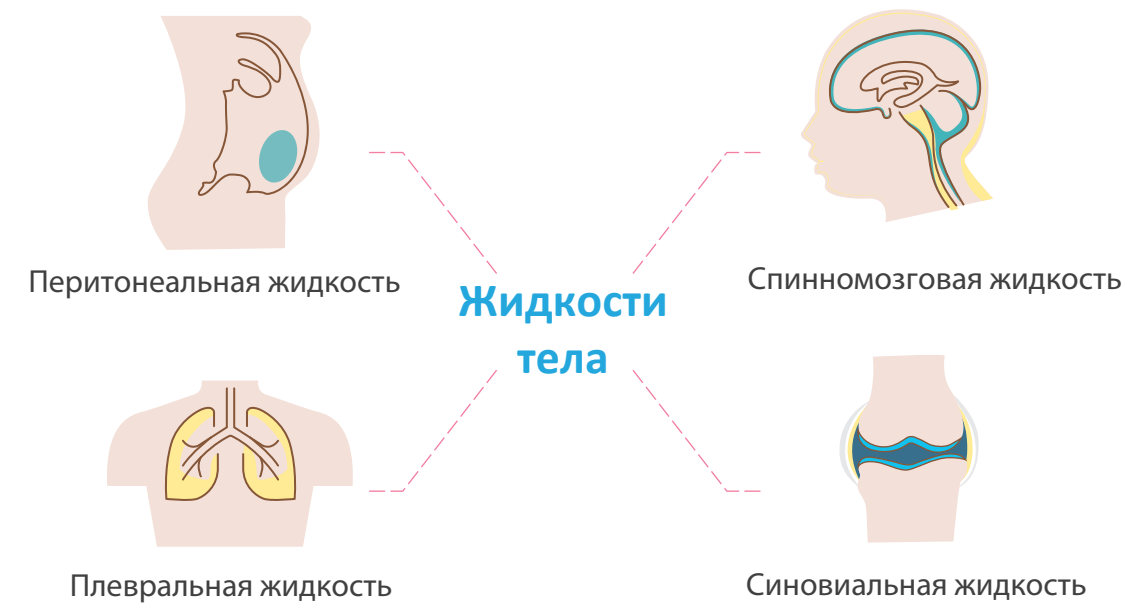 Перитонеальная жидкость
Спинномозговая жидкость
Жидкости
тела
Плевральная жидкость
Синовиальная жидкость